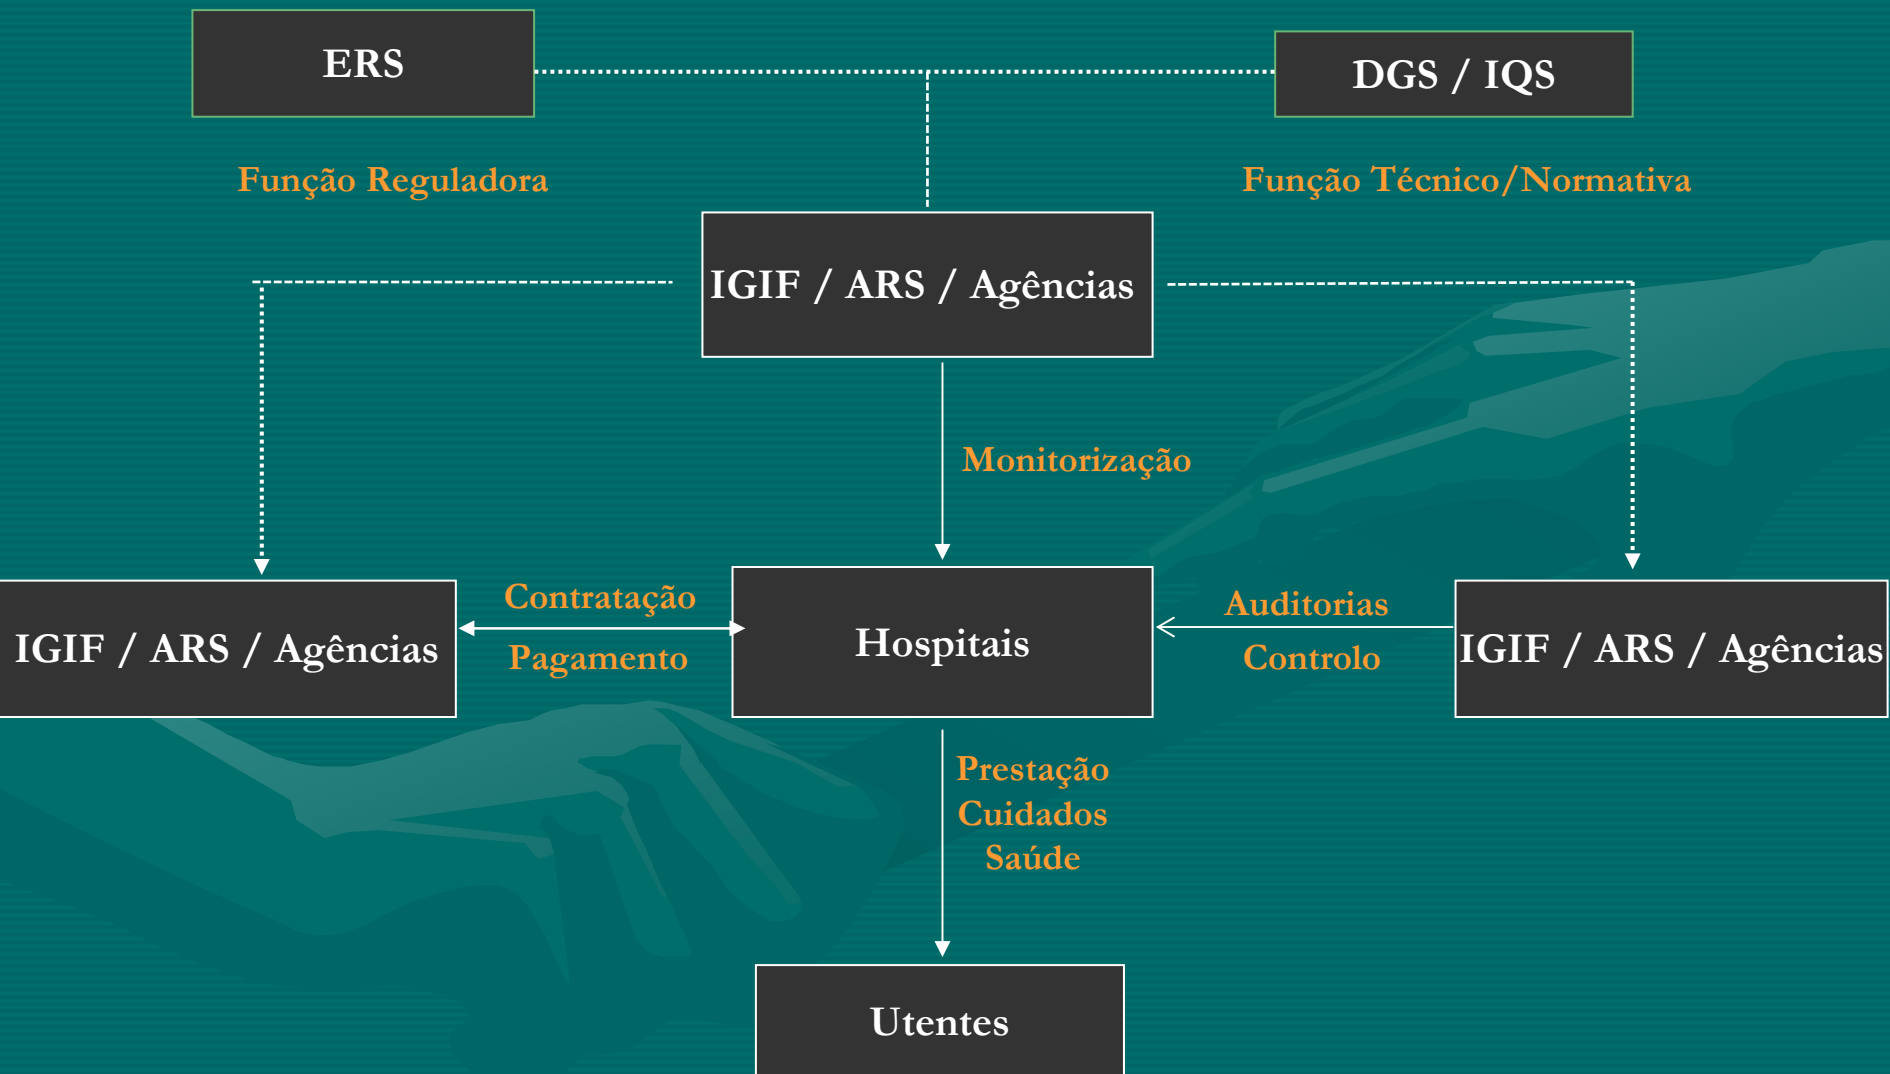 ERS
DGS / IQS
Função Reguladora
Função Técnico/Normativa
IGIF / ARS / Agências
Monitorização
IGIF / ARS / Agências
Contratação
Pagamento
Hospitais
Auditorias
Controlo
IGIF / ARS / Agências
Prestação
Cuidados
Saúde
Utentes